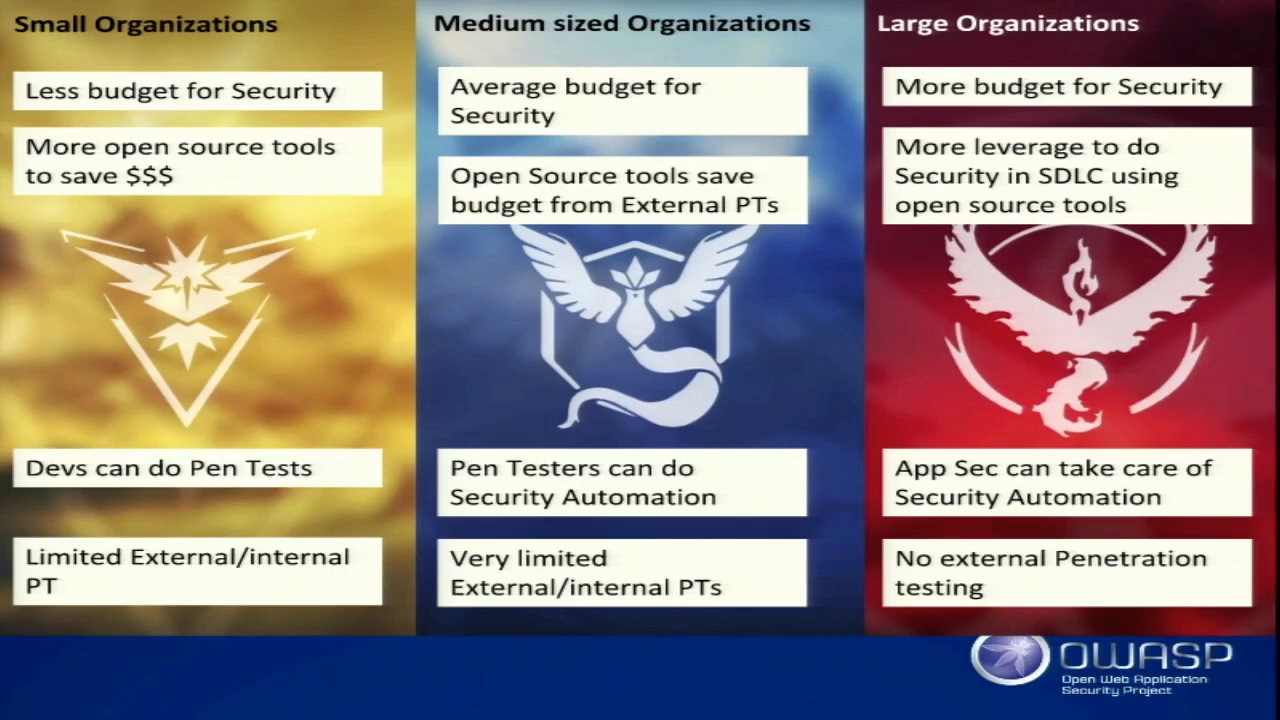 Small Organizations
Less budget for Security
More open source tools
to save $$$
Devs can do Pen Tests
Limited External/internal
PT
Medium sized Organizations
Average budget for
Security
Open Source tools save
budget from External PTs
Pen Testers can do
Security Automation
Very limited
External/internal PTs
Large Organizations
More budget for Security
More leverage to do
Security in SDLC using
open source tools
App Sec can take care of
Security Automation
No external Penetration
testing
OWASP
Open Web Application
Security Project